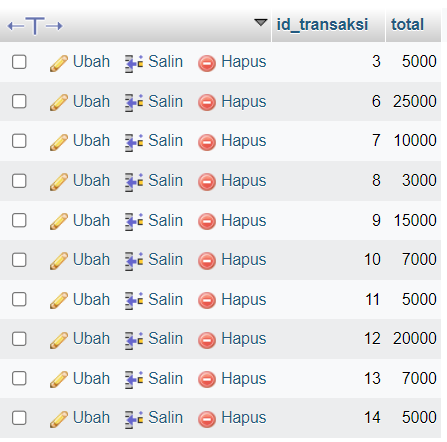 id_transaksi total
Ubah Salin Hapus 3 5000
Ubah Salin Hapus 6 25000
Ubah Salin Hapus 7 10000
Ubah Salin Hapus 8 3000
Ubah Salin Hapus 9 15000
Ubah Salin Hapus 10 7000
Ubah Salin Hapus 11 5000
Ubah Salin Hapus 12 20000
Ubah Salin Hapus 13 7000
Ubah Salin Hapus 14 5000